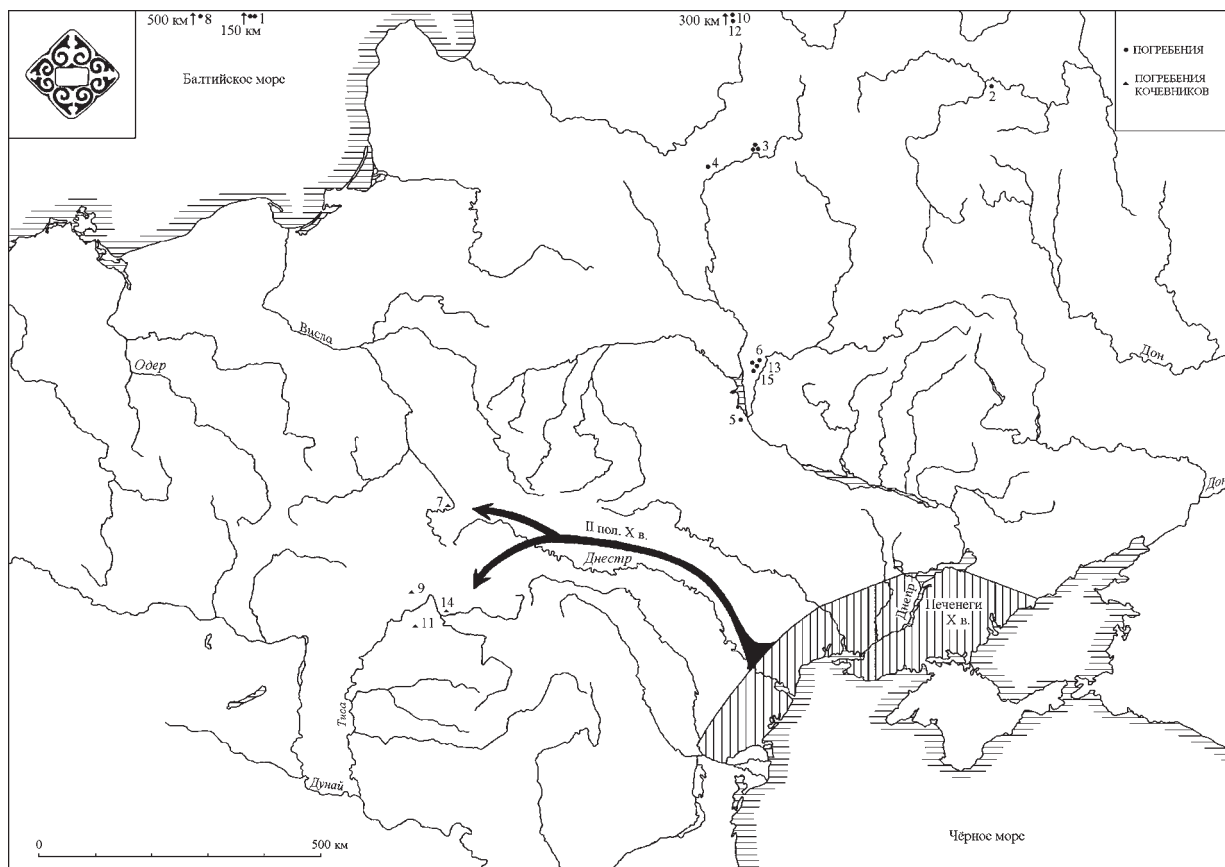 500 км 8
1
150 км
300 км 10
12
Балтийское море
ПОГРЕБЕНИЯ
ПОГРЕБЕНИЯ
КОЧЕВНИКОВ
2
3
4
Висла
Одер
Дон
6
13
15
5
Дон
7
II пол. X в.
Днестр
Днепр
Печенеги
X в.
9
14
11
Тиса
Дунай
0
500 км
Чёрное море